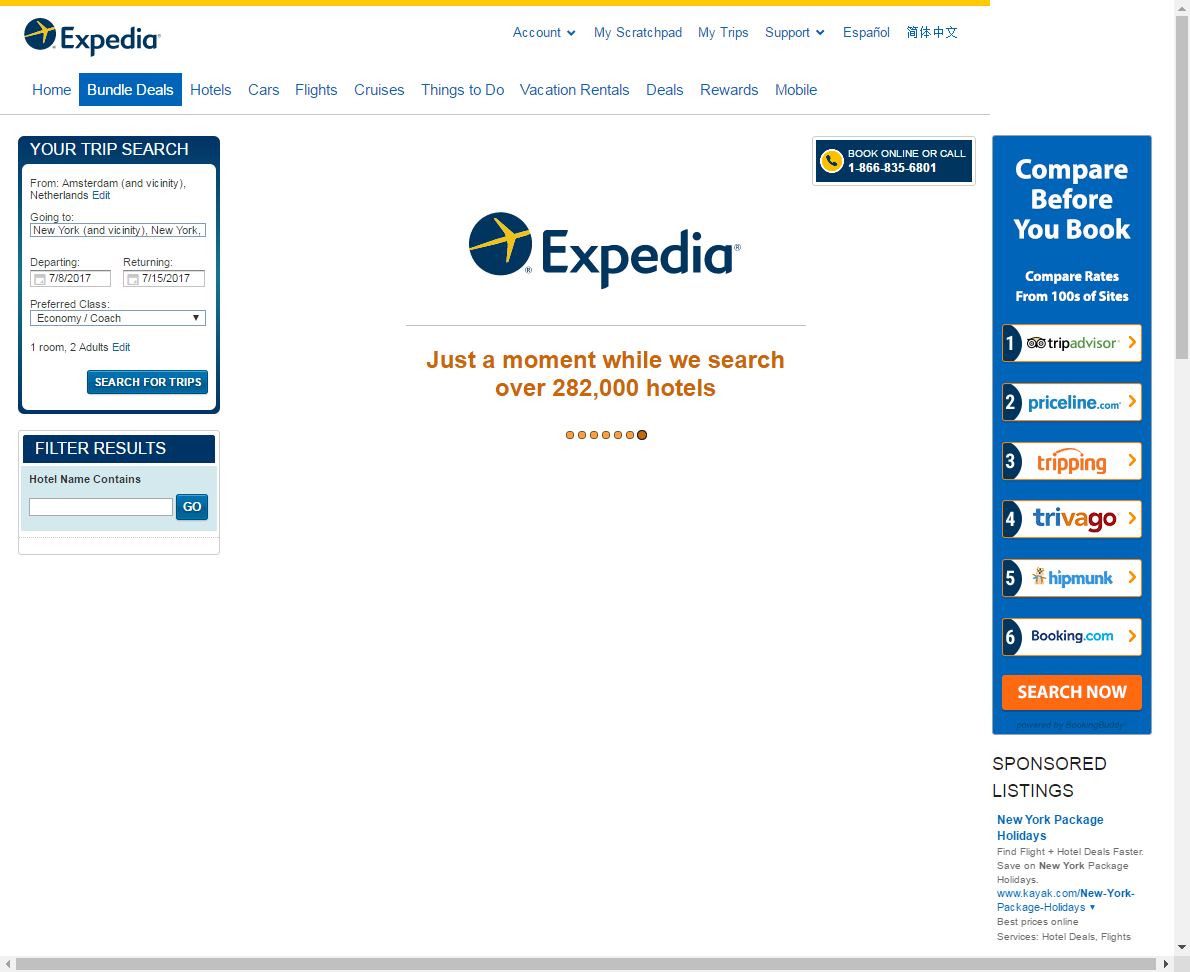 Expedia
Account
My Scratchpad
My Trips
Support
Español
简体中文
Home
Bundle Deals
Hotels
Cars
Flights
Cruises
Things to Do
Vacation Rentals
Deals
Rewards
Mobile
YOUR TRIP SEARCH
From: Amsterdam (and vicinity),
Netherlands Edit
Going to:
New York (and vicinity), New York,
Departing:
Returning:
7/8/2017
7/15/2017
Preferred Class:
Economy / Coach
1 room, 2 Adults Edit
SEARCH FOR TRIPS
FILTER RESULTS
Hotel Name Contains
GO
BOOK ONLINE OR CALL
1-866-835-6801
Expedia®
Just a moment while we search
over 282,000 hotels
Compare
Before
You Book
Compare Rates
From 100s of Sites
1 tripadvisor
2 priceline.com
3 tripping
4 trivago
5 hipmunk
6 Booking.com
SEARCH NOW
powered by BookingBuddy
SPONSORED
LISTINGS
New York Package
Holidays
Find Flight + Hotel Deals Faster.
Save on New York Package
Holidays.
www.kayak.com/New-York-
Package-Holidays
Best prices online
Services: Hotel Deals, Flights